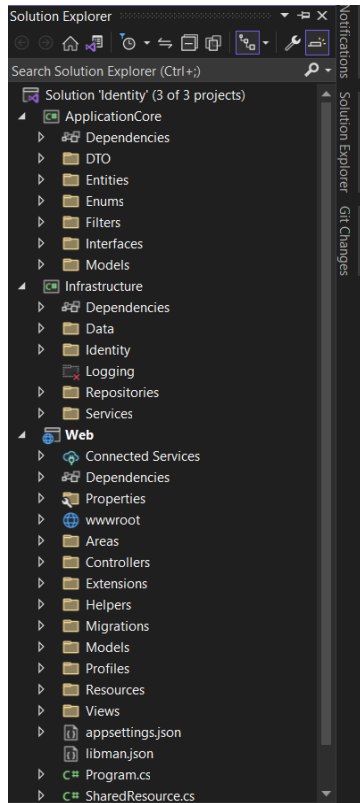 Solution Explorer
Search Solution Explorer (Ctrl+;)
Solution 'Identity' (3 of 3 projects)
ApplicationCore
Dependencies
DTO
Entities
Enums
Filters
Interfaces
Models
Infrastructure
Dependencies
Data
Identity
Logging
Repositories
Services
Web
Connected Services
Dependencies
Properties
wwwroot
Areas
Controllers
Extensions
Helpers
Migrations
Models
Profiles
Resources
Views
appsettings.json
libman.json
C# Program.cs
C# SharedResource.cs
Notifications
Solution Explorer
Git Changes